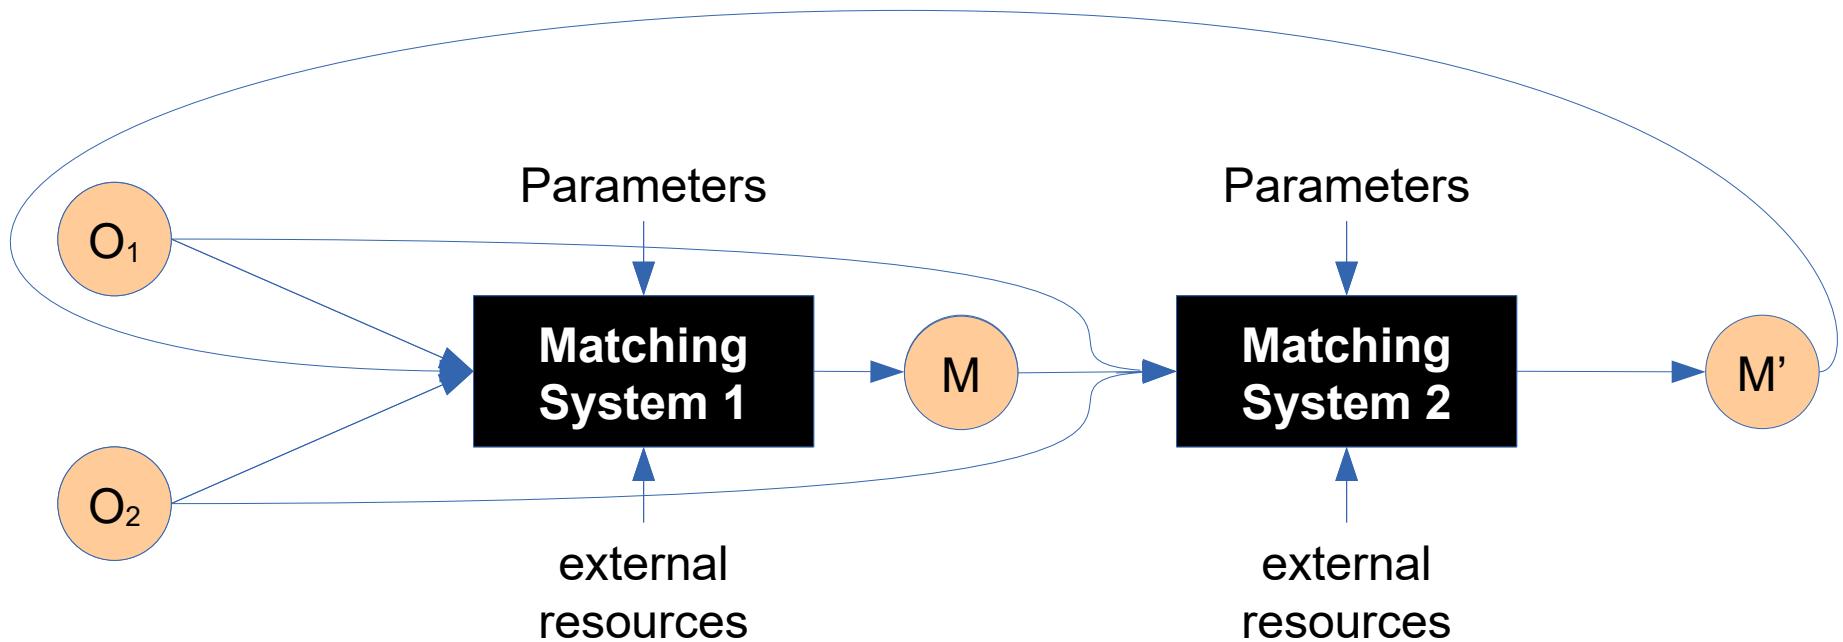 Parameters
Parameters
O₁
Matching
System 1
M
Matching
System 2
M’
O₂
external
resources
external
resources